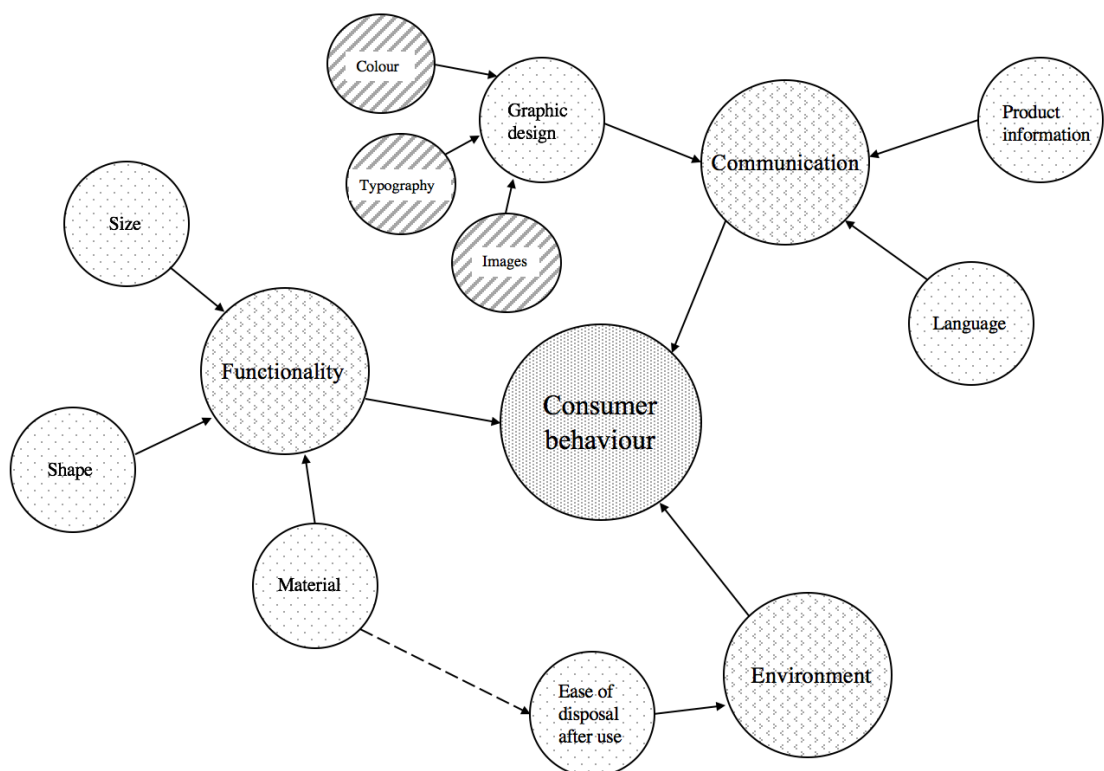 Colour
Graphic
design
Product
information
Communication
Typography
Size
Images
Language
Functionality
Consumer
behaviour
Shape
Material
Environment
Ease of
disposal
after use